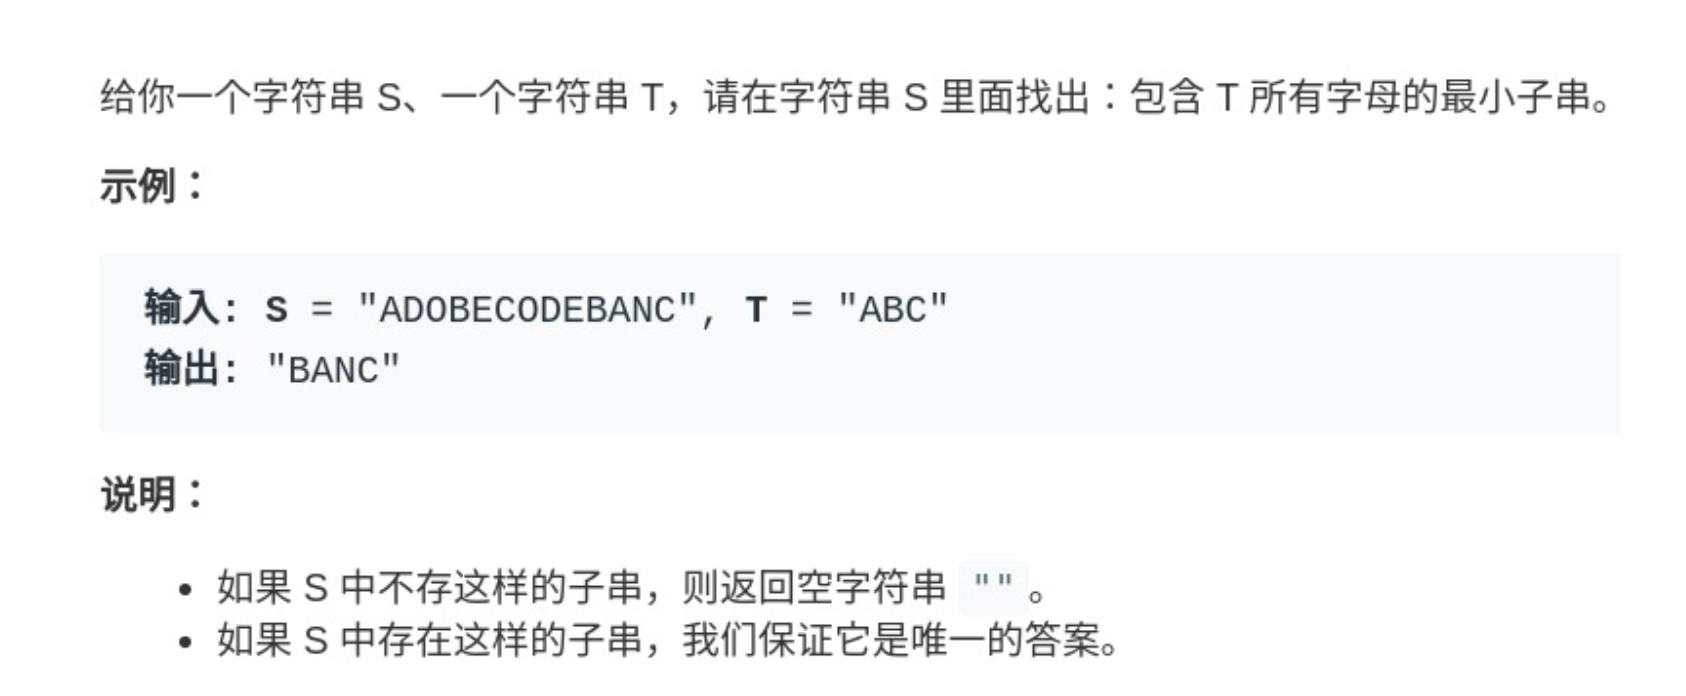 给你一个字符串 S、一个字符串 T，请在字符串 S 里面找出：包含 T 所有字母的最小子串。
示例：
输入: S = "ADOBECODEBANC", T = "ABC"
输出: "BANC"
说明：
• 如果 S 中不存这样的子串，则返回空字符串 ""。
• 如果 S 中存在这样的子串，我们保证它是唯一的答案。